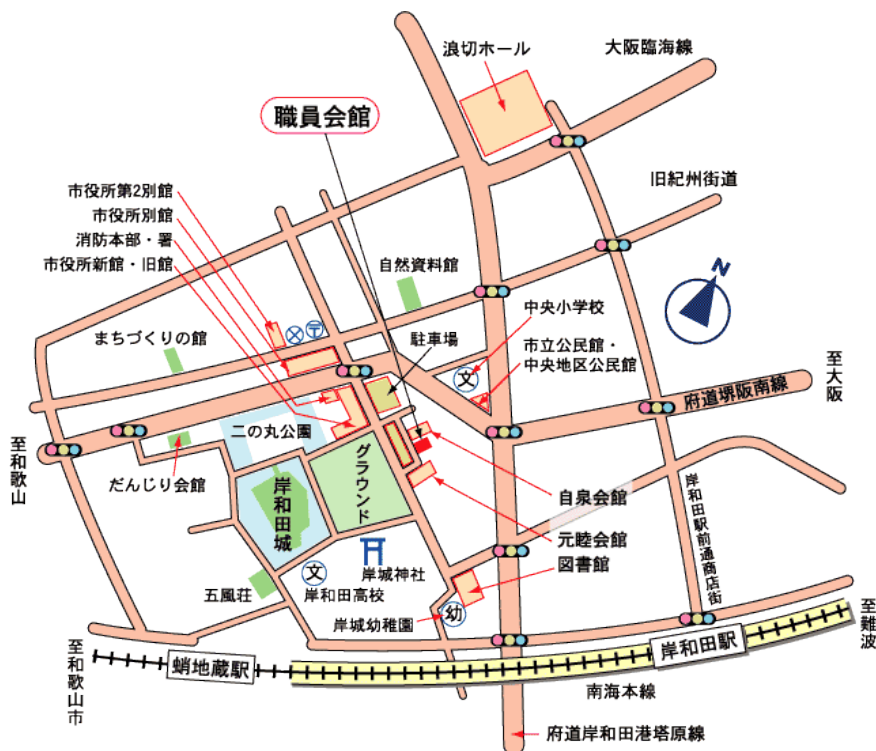 浪切ホール
大阪臨海線
職員会館
旧紀州街道
市役所第2別館
市役所別館
消防本部・署
市役所新館・旧館
自然資料館
N
中央小学校
まちづくりの館
〒
駐車場
文
市立公民館・
中央地区公民館
至大阪
府道堺阪南線
二の丸公園
至和歌山
だんじり会館
グラウンド
岸和田城
自泉会館
岸和田駅前通商店街
元睦会館
図書館
岸城神社
文
五風荘
岸和田高校
岸城幼稚園
幼
至難波
至和歌山市
蛸地蔵駅
岸和田駅
南海本線
府道岸和田港塔原線